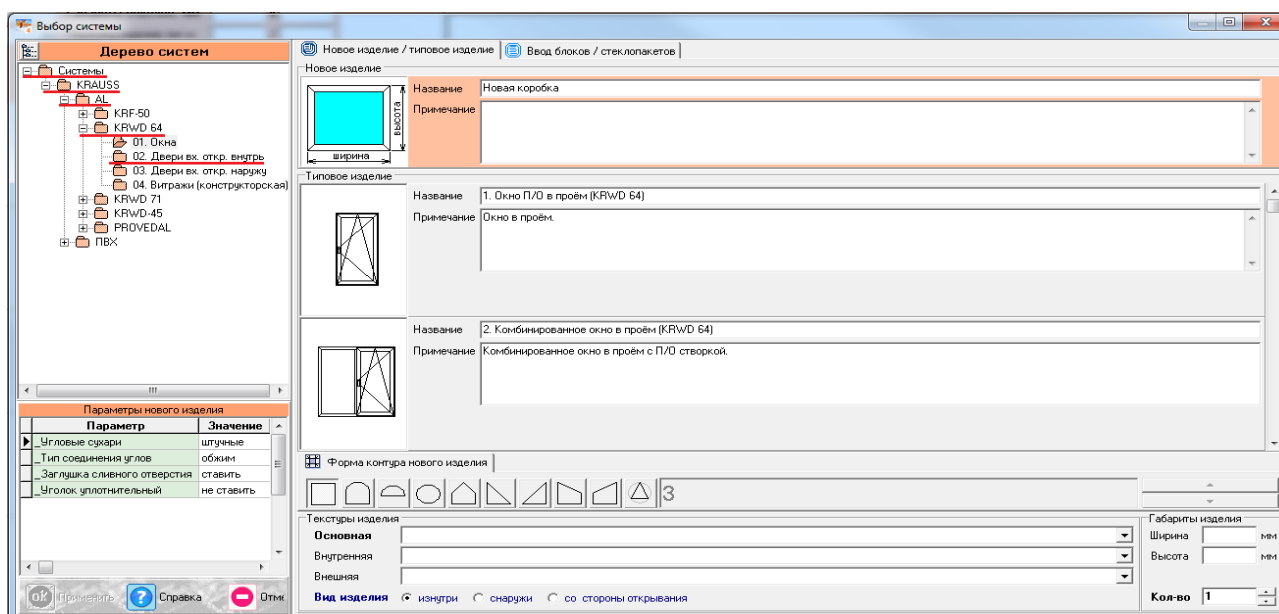 Выбор системы
Дерево систем
Системы
KRAUSS
AL
KRF-50
KRWD 64
01. Окна
02. Двери вх. откр. внутрь
03. Двери вх. откр. наружу
04. Витражи (конструкторская)
KRWD 71
KRWD-45
PROVEDAL
ПВХ
Параметры нового изделия
Параметр Значение
_Угловые сухари штучные
_Тип соединения углов обжим
_Заглушка сливного отверстия ставить
_Уголок уплотнительный не ставить
ok Применить ? Справка Отме
Новое изделие / типовое изделие Ввод блоков / стеклопакетов
Новое изделие
высота
ширина
Название Новая коробка
Примечание
Типовое изделие
Название 1. Окно П/О в проём (KRWD 64)
Примечание Окно в проём.
Название 2. Комбинированное окно в проём (KRWD 64)
Примечание Комбинированное окно в проём с П/О створкой.
Форма контура нового изделия
3
Текстуры изделия
Основная
Внутренняя
Внешняя
Вид изделия изнутри снаружи со стороны открывания
Габариты изделия
Ширина мм
Высота мм
Кол-во 1